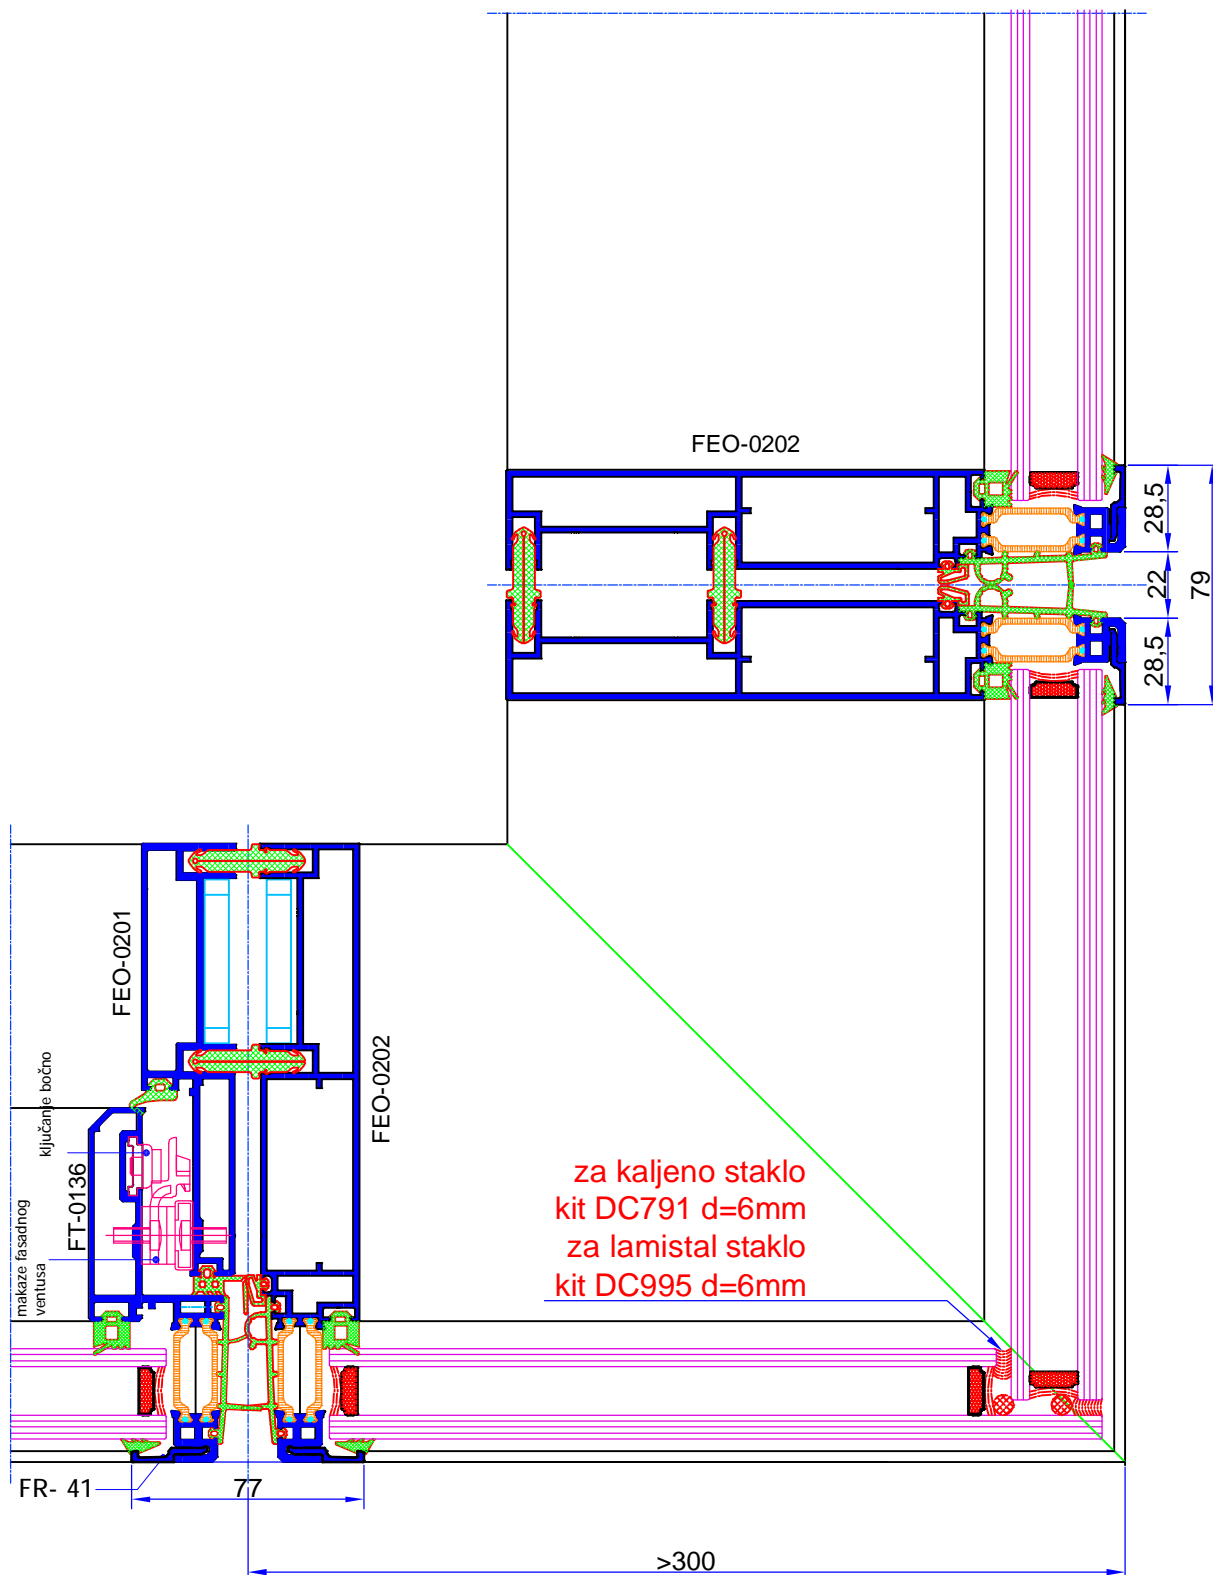 FEO-0202
28,5
22
79
28,5
FEO-0201
FEO-0202
ključanje bočno
FT-0136
makaze fasadnog
ventusa
za kaljeno staklo
kit DC791 d=6mm
za lamistal staklo
kit DC995 d=6mm
FR- 41
77
>300